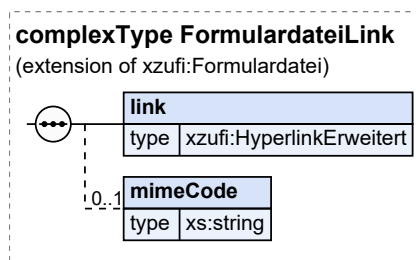 complexType FormulardateiLink
(extension of xzufi:Formulardatei)
link
type xzufi:HyperlinkErweitert
0..1
mimeCode
type xs:string